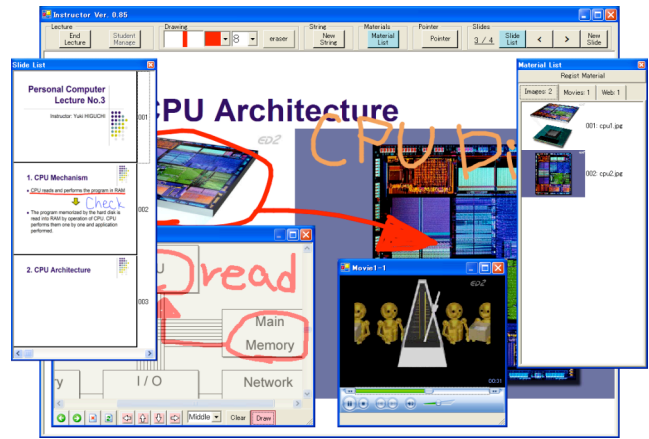 Instructor Ver. 0.85
Lecture
Drawing
String
Materials
Pointer
Slides
End Lecture
Student Manage
8
eraser
New String
Material List
Pointer
3 / 4
Slide List
<
>
New Slide
Slide List
Personal Computer
Lecture No.3
Instructor: Yuki HIGUCHI
001
1. CPU Mechanism
CPU reads and performs the program in RAM
Check
The program memorized by the hard disk is
read into RAM by operation of CPU. CPU
performs them one by one and application
performed.
002
2. CPU Architecture
003
CPU Architecture
ED2
CPU Di
U
read
Main
Memory
y
I / O
Network
Middle
Clear
Draw
Movie1-1
ED2
00:31
Material List
Regist Material
Images: 2
Movies: 1
Web: 1
001: cpu1.jpg
002: cpu2.jpg